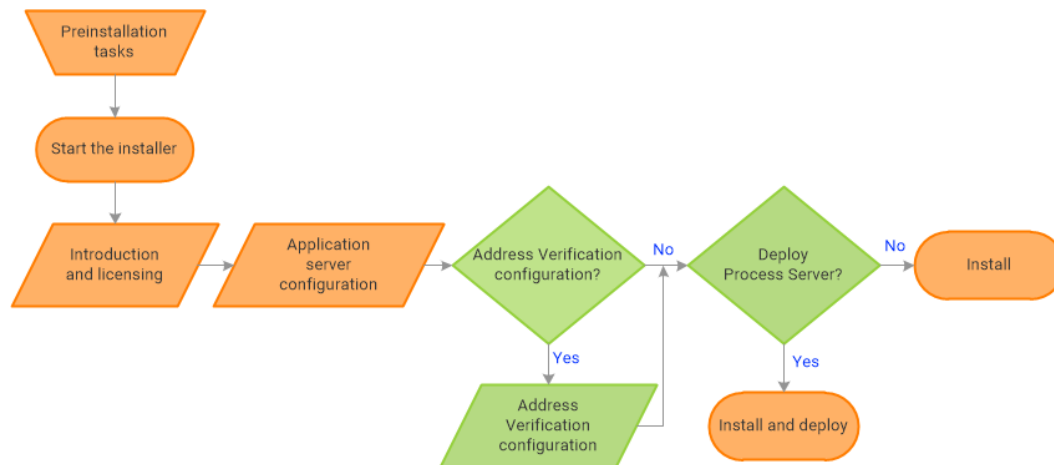 Preinstallation
tasks
Start the installer
Introduction
and licensing
Application
server
configuration
Address Verification
configuration?
No
Deploy
Process Server?
No
Install
Yes
Address
Verification
configuration
Yes
Install and deploy